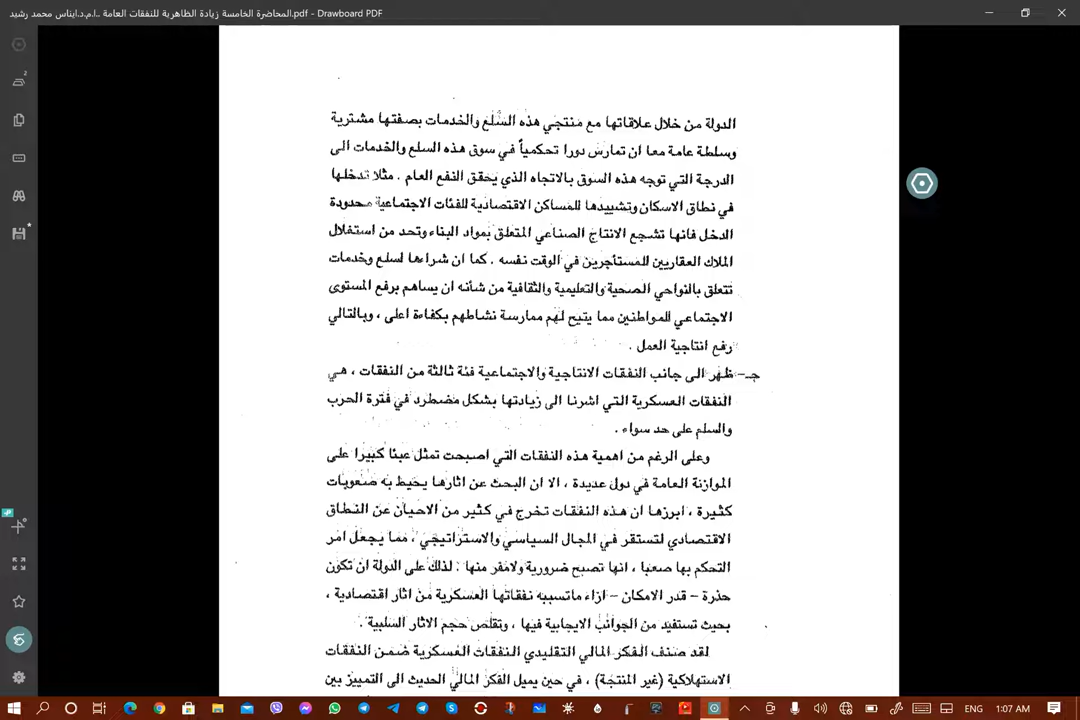 المحاضرة الخامسة زيادة الظاهرية للنفقات العامة ..ا.م.د.ايناس محمد رشيد.pdf - Drawboard PDF
الدولة من خلال علاقاتها مع منتجي هذه السلع والخدمات بصفتها مشترية
وسلطة عامة معا ان تمارس دورا تحكمياً في سوق هذه السلع والخدمات الى
الدرجة التي توجه هذه السوق بالاتجاه الذي يحقق النفع العام . مثلا تدخلها
في نطاق الاسكان وتشييدها للمساكن الاقتصادية للفئات الاجتماعية محدودة
الدخل فانها تشجع الانتاج الصناعي المتعلق بمواد البناء وتحد من استغلال
الملاك العقاريين للمستأجرين في الوقت نفسه . كما ان شراءها لسلع وخدمات
تتعلق بالنواحي الصحية والتعليمية والثقافية من شأنه ان يساهم برفع المستوى
الاجتماعي للمواطنين مما يتيح لهم ممارسة نشاطهم بكفاءة اعلى ، وبالتالي
رفع انتاجية العمل .
جـ- ظهر الى جانب النفقات الانتاجية والاجتماعية فئة ثالثة من النفقات ، هي
النفقات العسكرية التي اشرنا الى زيادتها بشكل مضطرد في فترة الحرب
والسلم على حد سواء .
وعلى الرغم من اهمية هذه النفقات التي اصبحت تمثل عبئا كبيرا على
الموازنة العامة في دول عديدة ، الا ان البحث عن اثارها يحيط به صعوبات
كثيرة ، ابرزها ان هذه النفقات تخرج في كثير من الاحيان عن النطاق
الاقتصادي لتستقر في المجال السياسي والاستراتيجي ، مما يجعل امر
التحكم بها صعبا ، انها تصبح ضرورية ولامفر منها . لذلك على الدولة ان تكون
حذرة - قدر الامكان - ازاء ماتسببه نفقاتها العسكرية من اثار اقتصادية ،
بحيث تستفيد من الجوانب الايجابية فيها ، وتقلص حجم الاثار السلبية .
لقد صنف الفكر المالي التقليدي النفقات العسكرية ضمن النفقات
الاستهلاكية (غير المنتجة) ، في حين يميل الفكر المالي الحديث الى التمييز بين
ENG
1:07 AM